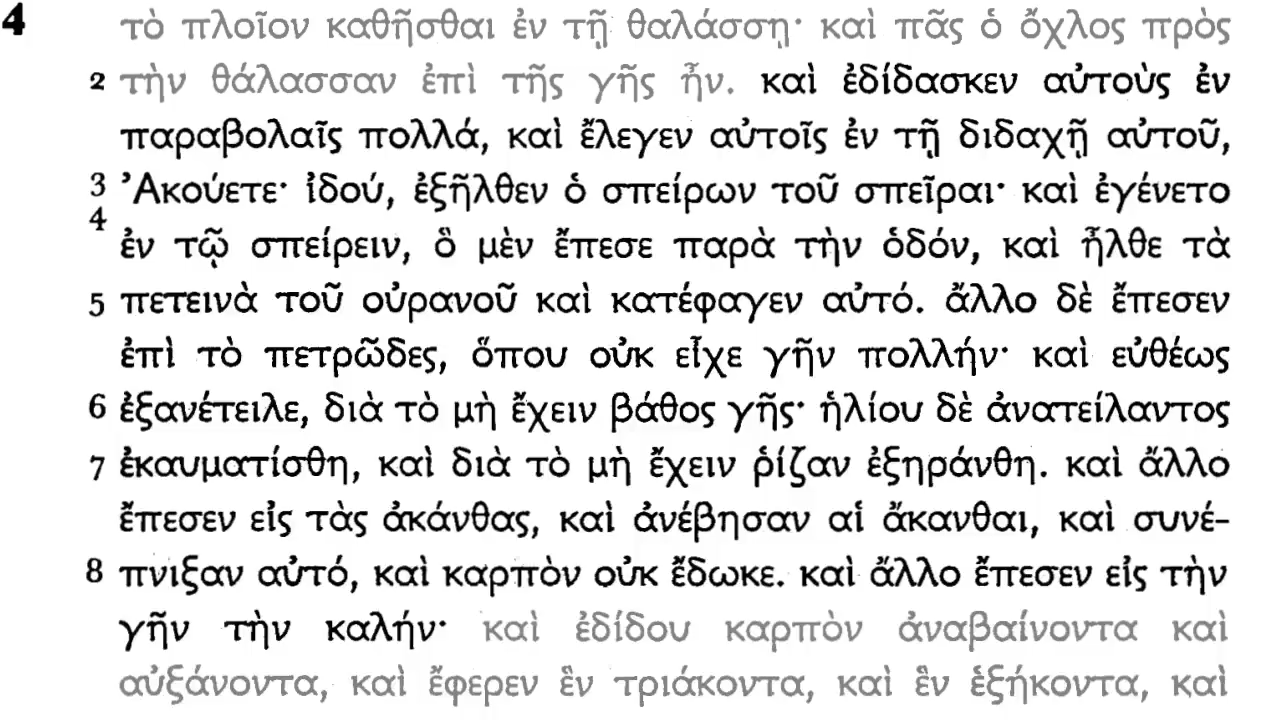 4 τὸ πλοῖον καθῆσθαι ἐν τῇ θαλάσσῃ· καὶ πᾶς ὁ ὄχλος πρὸς
2 τὴν θάλασσαν ἐπὶ τῆς γῆς ἦν. καὶ ἐδίδασκεν αὐτοὺς ἐν
παραβολαῖς πολλά, καὶ ἔλεγεν αὐτοῖς ἐν τῇ διδαχῇ αὐτοῦ,
3 Ἀκούετε· ἰδού, ἐξῆλθεν ὁ σπείρων τοῦ σπεῖραι· καὶ ἐγένετο
4 ἐν τῷ σπείρειν, ὃ μὲν ἔπεσε παρὰ τὴν ὁδόν, καὶ ἦλθε τὰ
5 πετεινὰ τοῦ οὐρανοῦ καὶ κατέφαγεν αὐτό. ἄλλο δὲ ἔπεσεν
ἐπὶ τὸ πετρῶδες, ὅπου οὐκ εἶχε γῆν πολλήν· καὶ εὐθέως
6 ἐξανέτειλε, διὰ τὸ μὴ ἔχειν βάθος γῆς· ἡλίου δὲ ἀνατείλαντος
7 ἐκαυματίσθη, καὶ διὰ τὸ μὴ ἔχειν ῥίζαν ἐξηράνθη. καὶ ἄλλο
ἔπεσεν εἰς τὰς ἀκάνθας, καὶ ἀνέβησαν αἱ ἄκανθαι, καὶ συνέ-
8 πνιξαν αὐτό, καὶ καρπὸν οὐκ ἔδωκε. καὶ ἄλλο ἔπεσεν εἰς τὴν
γῆν τὴν καλήν· καὶ ἐδίδου καρπὸν ἀναβαίνοντα καὶ
αὐξάνοντα, καὶ ἔφερεν ἓν τριάκοντα, καὶ ἓν ἑξήκοντα, καὶ